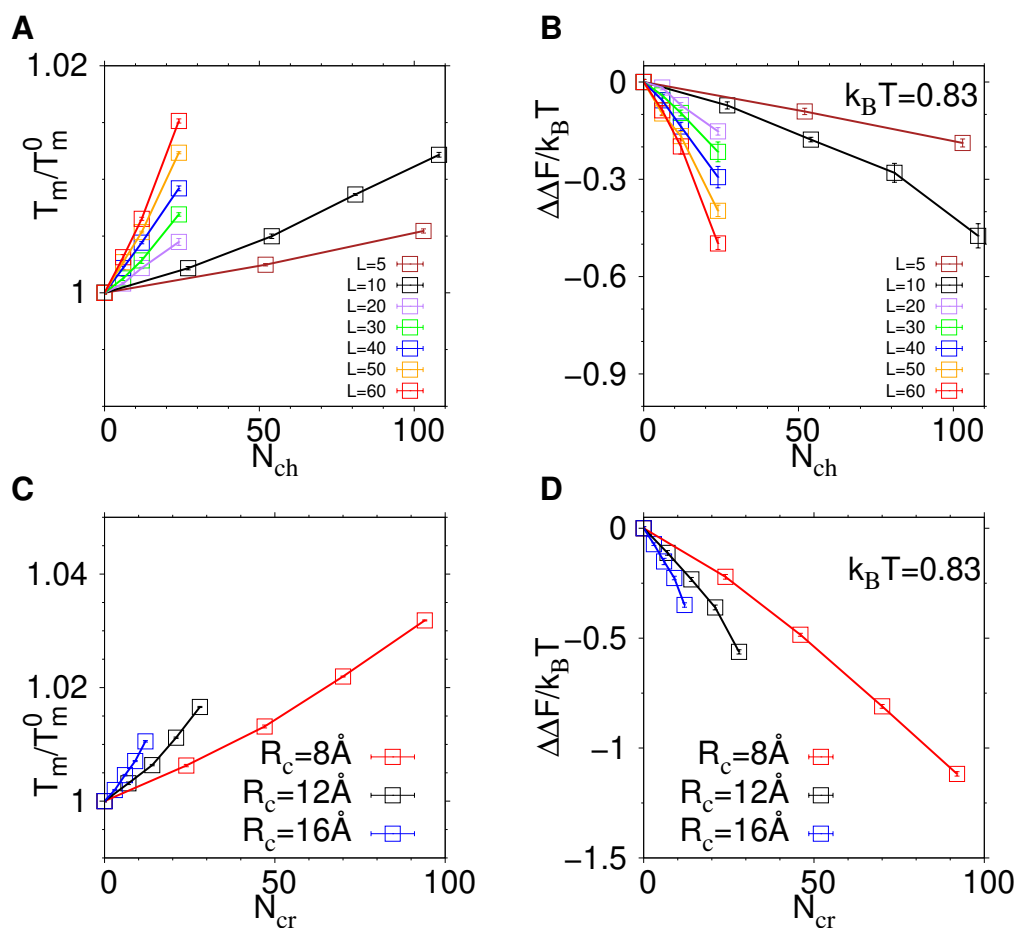 A
1.02
1
T_m/T_m^0
0
50
100
N_ch
L=5
L=10
L=20
L=30
L=40
L=50
L=60
B
0
−0.3
−0.6
−0.9
ΔΔF/k_BT
k_BT=0.83
L=5
L=10
L=20
L=30
L=40
L=50
L=60
0
50
100
N_ch
C
1.04
1.02
1
T_m/T_m^0
R_c=8Å
R_c=12Å
R_c=16Å
0
50
100
N_cr
D
0
−0.5
−1
−1.5
ΔΔF/k_BT
k_BT=0.83
R_c=8Å
R_c=12Å
R_c=16Å
0
50
100
N_cr